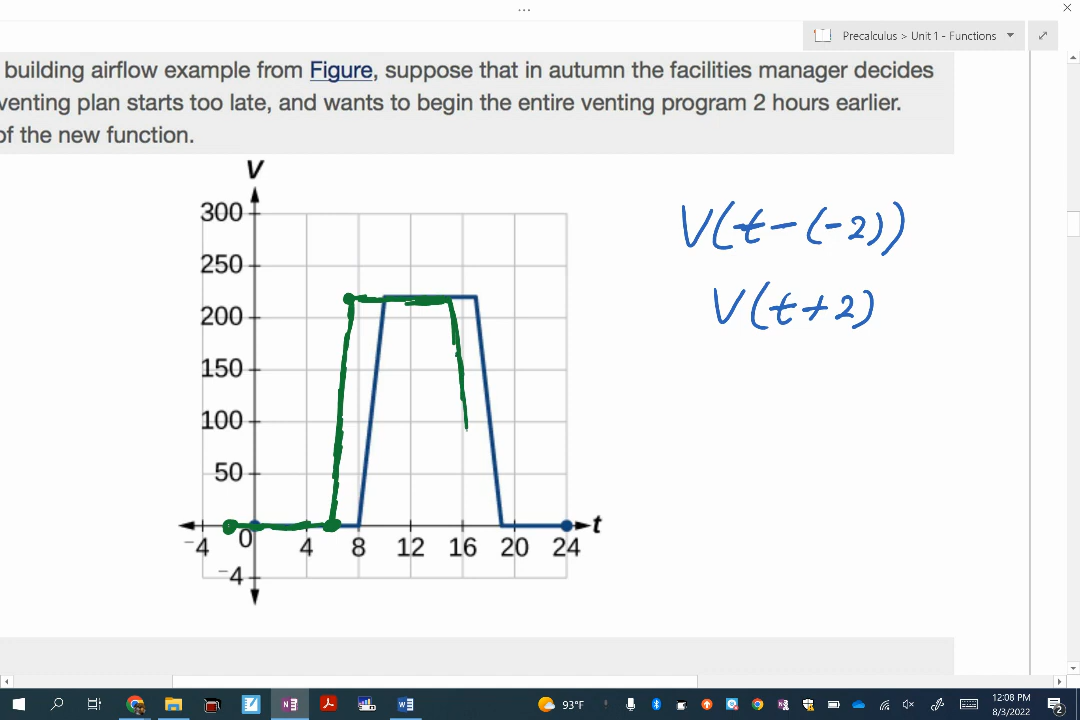 ...
Precalculus > Unit 1 - Functions
building airflow example from Figure, suppose that in autumn the facilities manager decides
venting plan starts too late, and wants to begin the entire venting program 2 hours earlier.
of the new function.
V
300
250
200
150
100
50
0
-4
-4 4 8 12 16 20 24
t
V(t-(-2))
V(t+2)
93°F
12:08 PM
8/3/2022
2